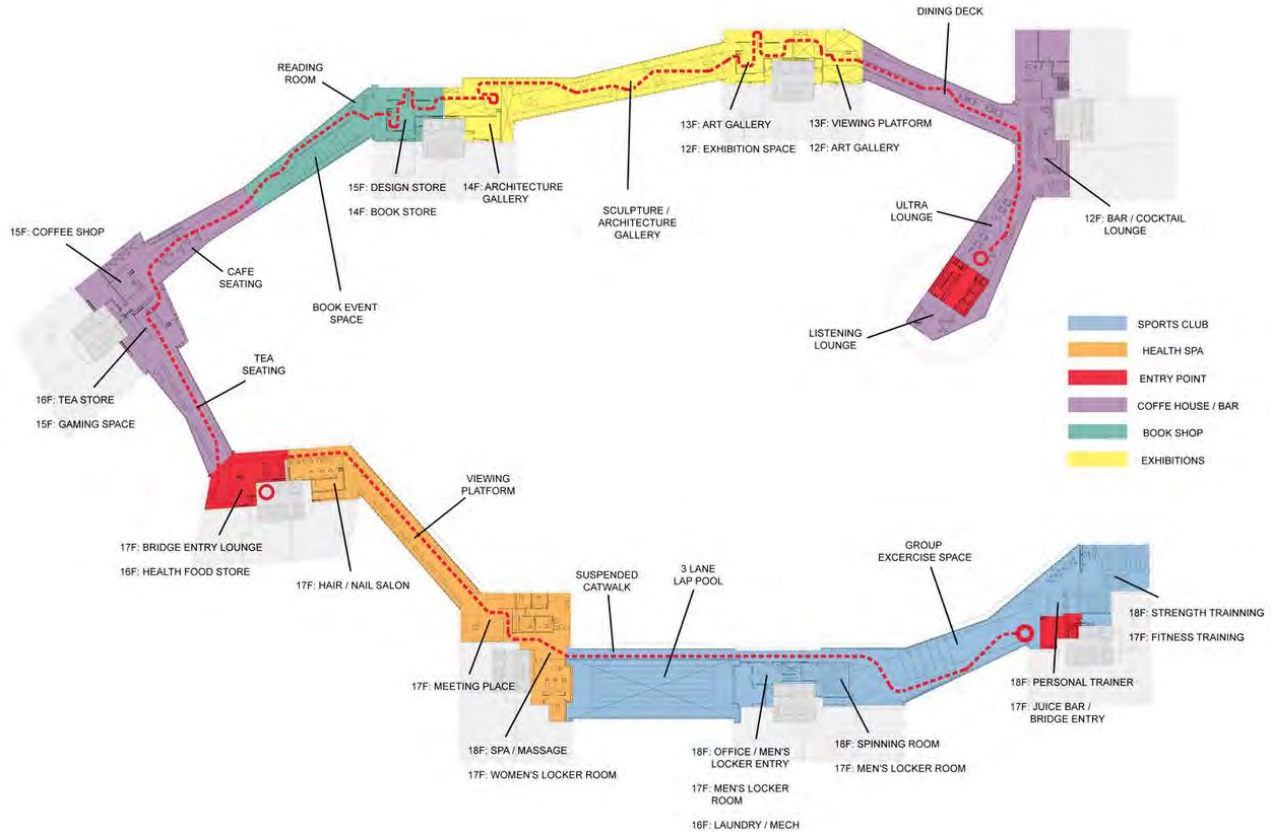 DINING DECK
READING
ROOM
13F: ART GALLERY
12F: EXHIBITION SPACE
13F: VIEWING PLATFORM
12F: ART GALLERY
15F: DESIGN STORE
14F: BOOK STORE
14F: ARCHITECTURE
GALLERY
SCULPTURE /
ARCHITECTURE
GALLERY
ULTRA
LOUNGE
12F: BAR / COCKTAIL
LOUNGE
15F: COFFEE SHOP
CAFE
SEATING
BOOK EVENT
SPACE
LISTENING
LOUNGE
TEA
SEATING
16F: TEA STORE
15F: GAMING SPACE
SPORTS CLUB
HEALTH SPA
ENTRY POINT
COFFE HOUSE / BAR
BOOK SHOP
EXHIBITIONS
VIEWING
PLATFORM
17F: BRIDGE ENTRY LOUNGE
16F: HEALTH FOOD STORE
17F: HAIR / NAIL SALON
SUSPENDED
CATWALK
3 LANE
LAP POOL
GROUP
EXCERCISE SPACE
18F: STRENGTH TRAINNING
17F: FITNESS TRAINING
17F: MEETING PLACE
18F: PERSONAL TRAINER
17F: JUICE BAR /
BRIDGE ENTRY
18F: SPA / MASSAGE
17F: WOMEN'S LOCKER ROOM
18F: OFFICE / MEN'S
LOCKER ENTRY
17F: MEN'S LOCKER
ROOM
16F: LAUNDRY / MECH
18F: SPINNING ROOM
17F: MEN'S LOCKER ROOM